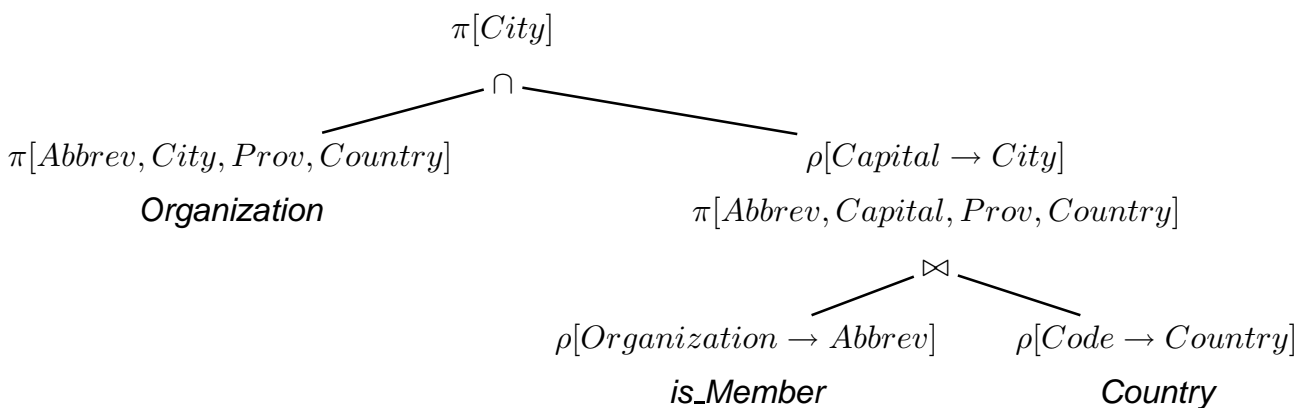 π[City]
∩
π[Abbrev, City, Prov, Country] ρ[Capital → City]
Organization π[Abbrev, Capital, Prov, Country]
⋈
ρ[Organization → Abbrev] ρ[Code → Country]
is_Member Country